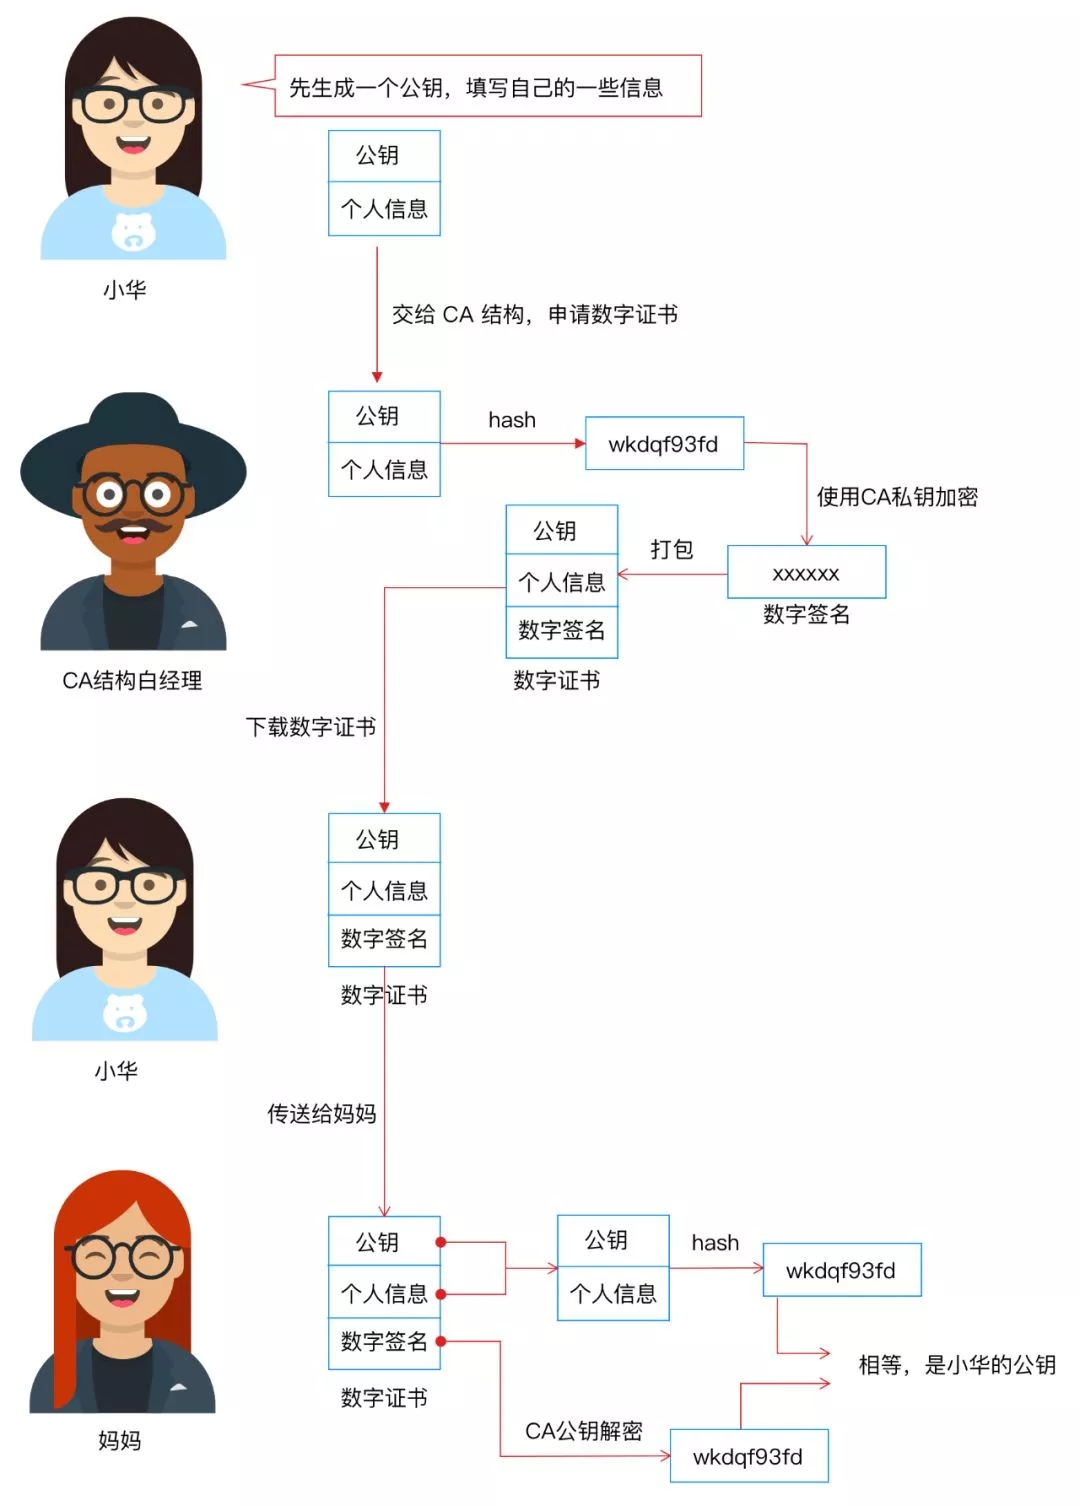 先生成一个公钥，填写自己的一些信息
公钥
个人信息
小华
交给 CA 结构，申请数字证书
公钥
个人信息
hash
wkdqf93fd
使用CA私钥加密
xxxxxx
数字签名
打包
公钥
个人信息
数字签名
数字证书
CA结构白经理
下载数字证书
公钥
个人信息
数字签名
数字证书
小华
传送给妈妈
公钥
个人信息
数字签名
数字证书
公钥
个人信息
hash
wkdqf93fd
相等，是小华的公钥
CA公钥解密
wkdqf93fd
妈妈